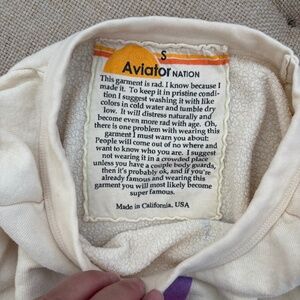 S
Aviator NATION
This garment is rad. I know because I
made it. To keep it in pristine condi-
tion I suggest washing it with like
colors in cold water and tumble dry
low. It will distress naturally and
become even more rad with age. Oh,
there is one problem with wearing this
garment I must warn you about:
People will come out of no where and
want to know who you are. I suggest
not wearing it in a crowded place
unless you have a couple body guards,
then it's probably ok, and if you're
already famous and wearing this
garment you will most likely become
super famous.
Made in California, USA